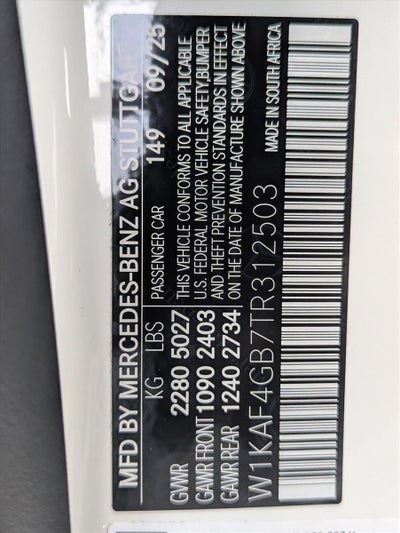 MFD BY MERCEDES-BENZ AG STUTTGART
KG LBS PASSENGER CAR 149 09/25
GVWR 2280 5027 THIS VEHICLE CONFORMS TO ALL APPLICABLE
U.S. FEDERAL MOTOR VEHICLE SAFETY,BUMPER
GAWR FRONT 1090 2403 AND THEFT PREVENTION STANDARDS IN EFFECT
GAWR REAR 1240 2734 ON THE DATE OF MANUFACTURE SHOWN ABOVE
W1KAF4GB7TR312503 MADE IN SOUTH AFRICA